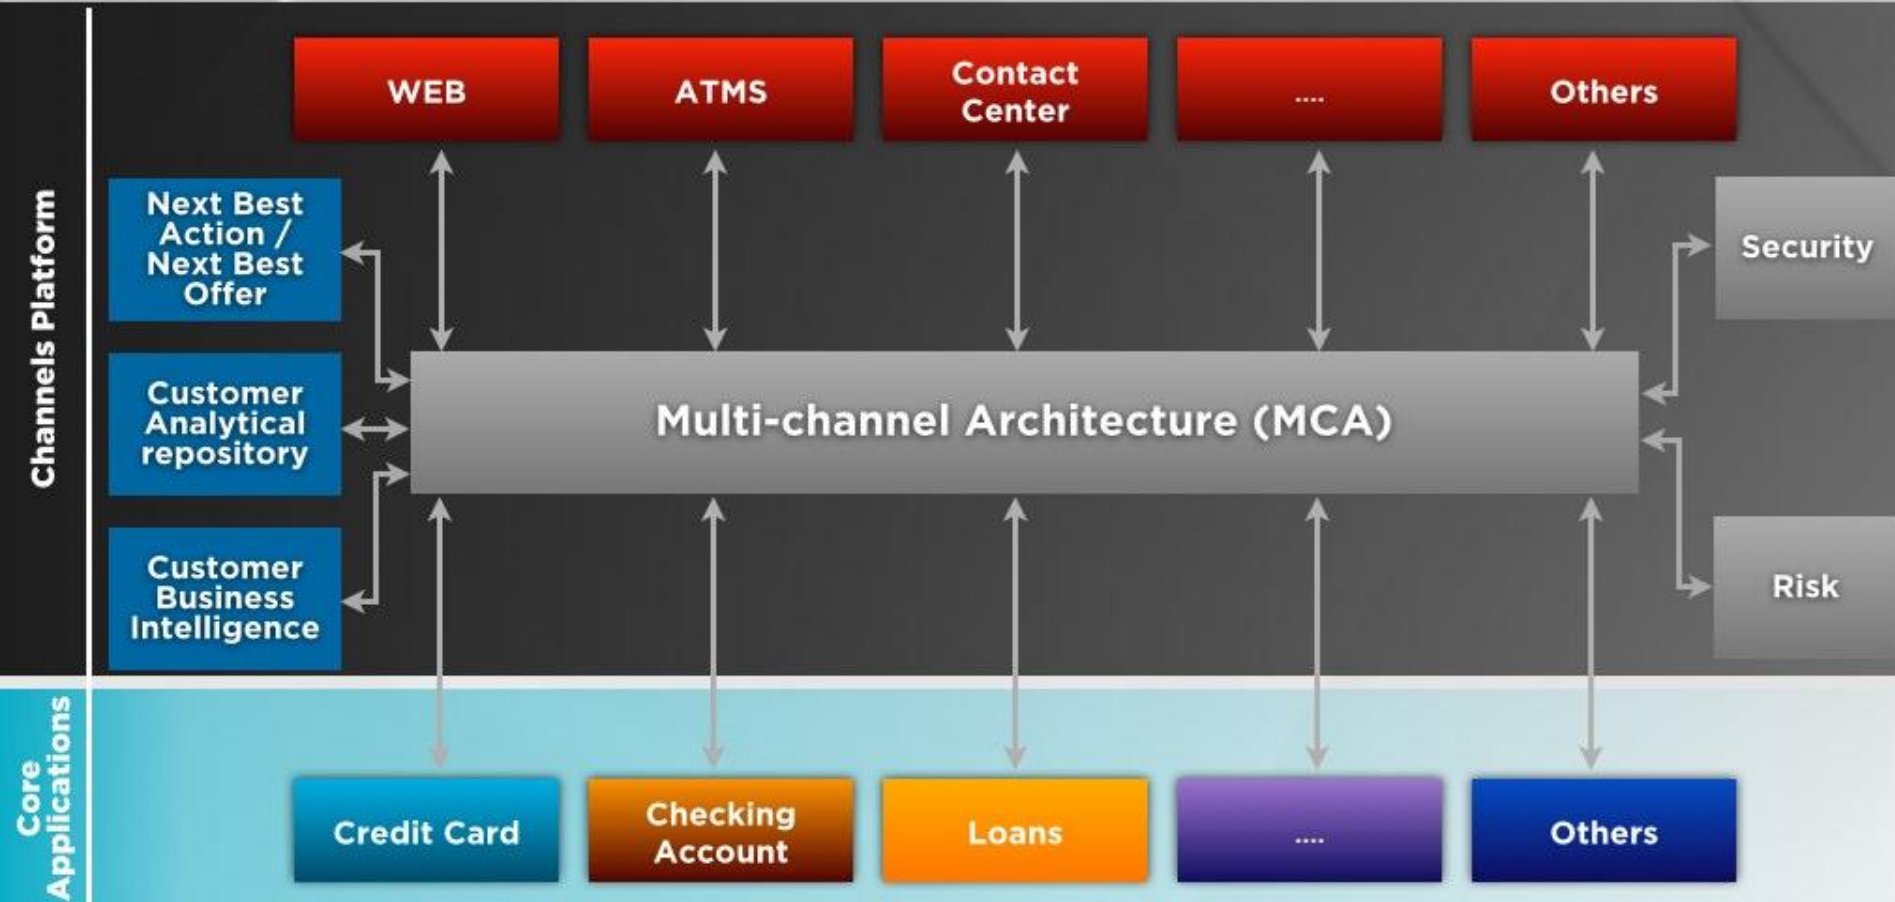 WEB
ATMS
Contact
Center
....
Others
Channels Platform
Next Best
Action /
Next Best
Offer
Security
Customer
Analytical
repository
Multi-channel Architecture (MCA)
Customer
Business
Intelligence
Risk
Core
Applications
Credit Card
Checking
Account
Loans
....
Others